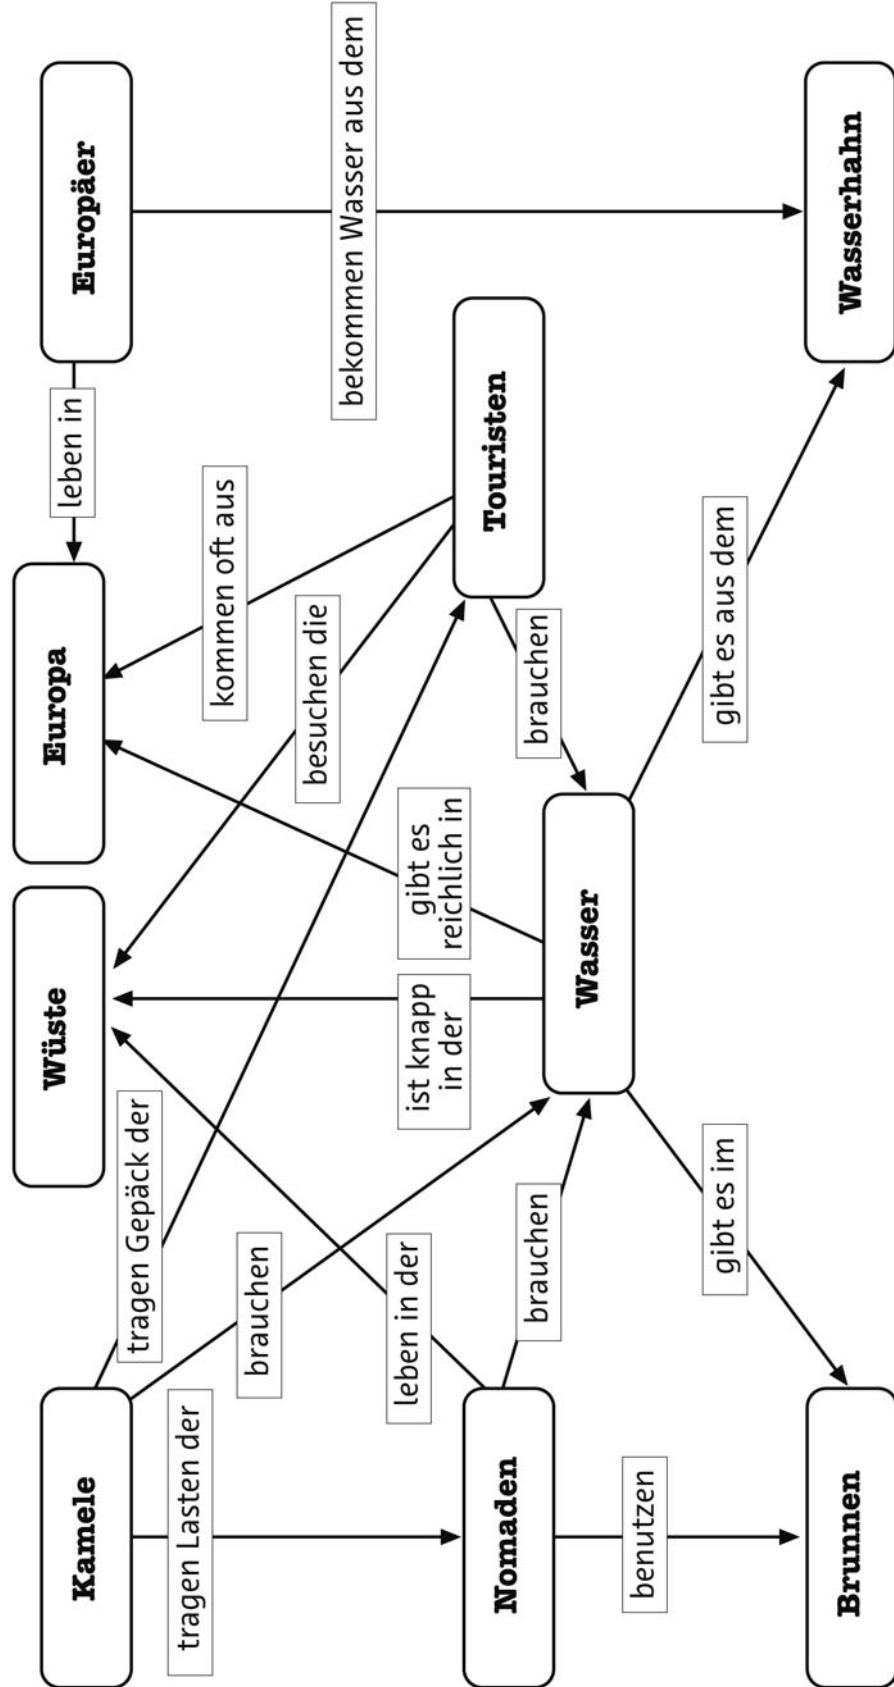 Kamele
Wüste
Europa
Europäer
leben in
tragen Gepäck der
tragen Lasten der
brauchen
kommen oft aus
besuchen die
bekommen Wasser aus dem
leben in der
ist knapp
in der
gibt es
reichlich in
Nomaden
Touristen
brauchen
brauchen
Wasser
benutzen
gibt es im
gibt es aus dem
Brunnen
Wasserhahn